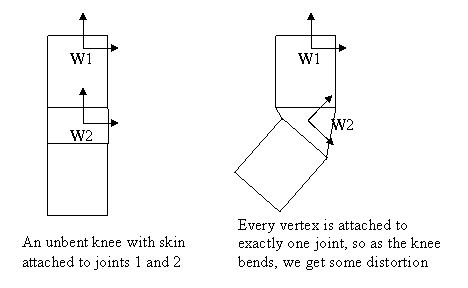 W1
W2
An unbent knee with skin
attached to joints 1 and 2
W1
W2
Every vertex is attached to
exactly one joint, so as the knee
bends, we get some distortion